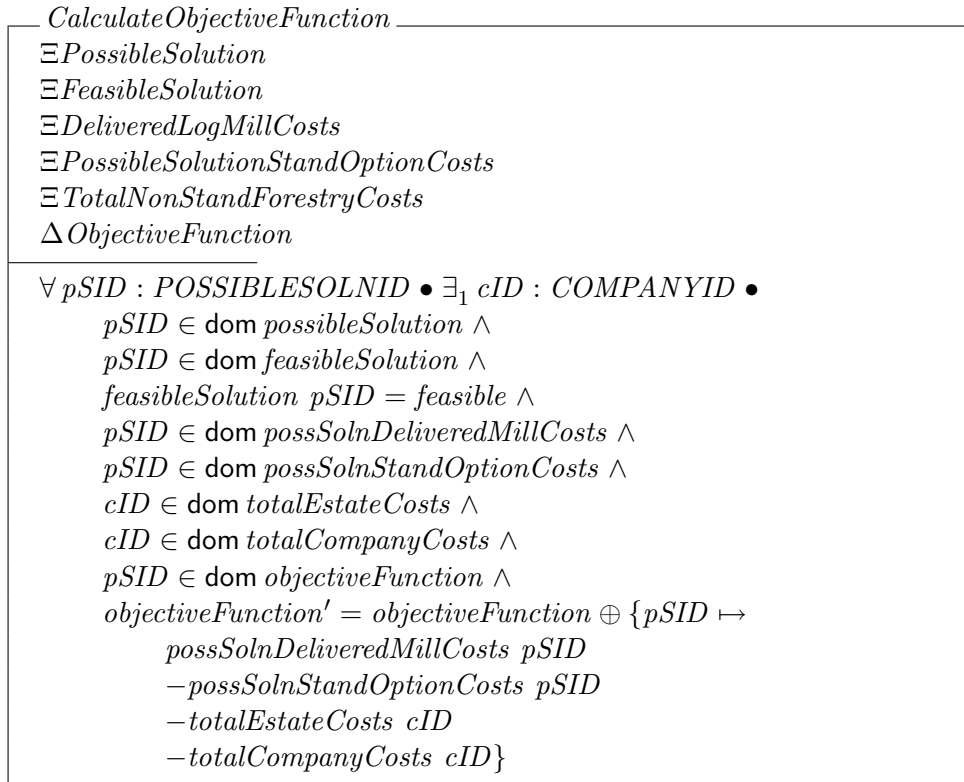 CalculateObjectiveFunction
ΞPossibleSolution
ΞFeasibleSolution
ΞDeliveredLogMillCosts
ΞPossibleSolutionStandOptionCosts
ΞTotalNonStandForestryCosts
ΔObjectiveFunction
∀ pSID : POSSIBLESOLNID • ∃₁ cID : COMPANYID •
pSID ∈ dom possibleSolution ∧
pSID ∈ dom feasibleSolution ∧
feasibleSolution pSID = feasible ∧
pSID ∈ dom possSolnDeliveredMillCosts ∧
pSID ∈ dom possSolnStandOptionCosts ∧
cID ∈ dom totalEstateCosts ∧
cID ∈ dom totalCompanyCosts ∧
pSID ∈ dom objectiveFunction ∧
objectiveFunction′ = objectiveFunction ⊕ {pSID ↦
possSolnDeliveredMillCosts pSID
−possSolnStandOptionCosts pSID
−totalEstateCosts cID
−totalCompanyCosts cID}